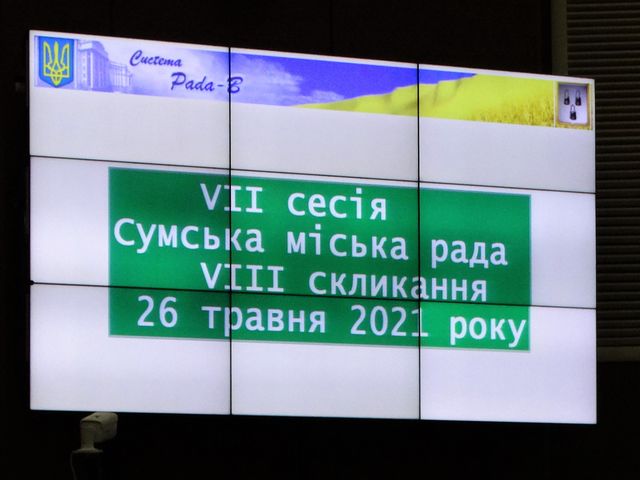 Система
Рада-В
VII сесія
Сумська міська рада
VIII скликання
26 травня 2021 року